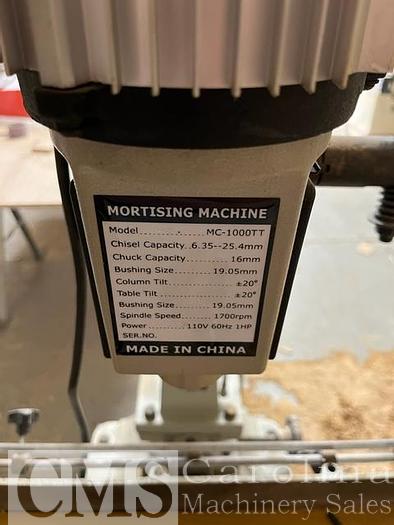 MORTISING MACHINE
Model.......... MC-1000TT
Chisel Capacity..6.35--25.4mm
Chuck Capacity............ 16mm
Bushing Size.......... 19.05mm
Column Tilt.................. ±20°
Table Tilt..................... ±20°
Bushing Size............ 19.05mm
Spindle Speed....... 1700rpm
Power ......... 110V 60Hz 1HP
SER.NO.
MADE IN CHINA
CMS Carolina
Machinery Sales